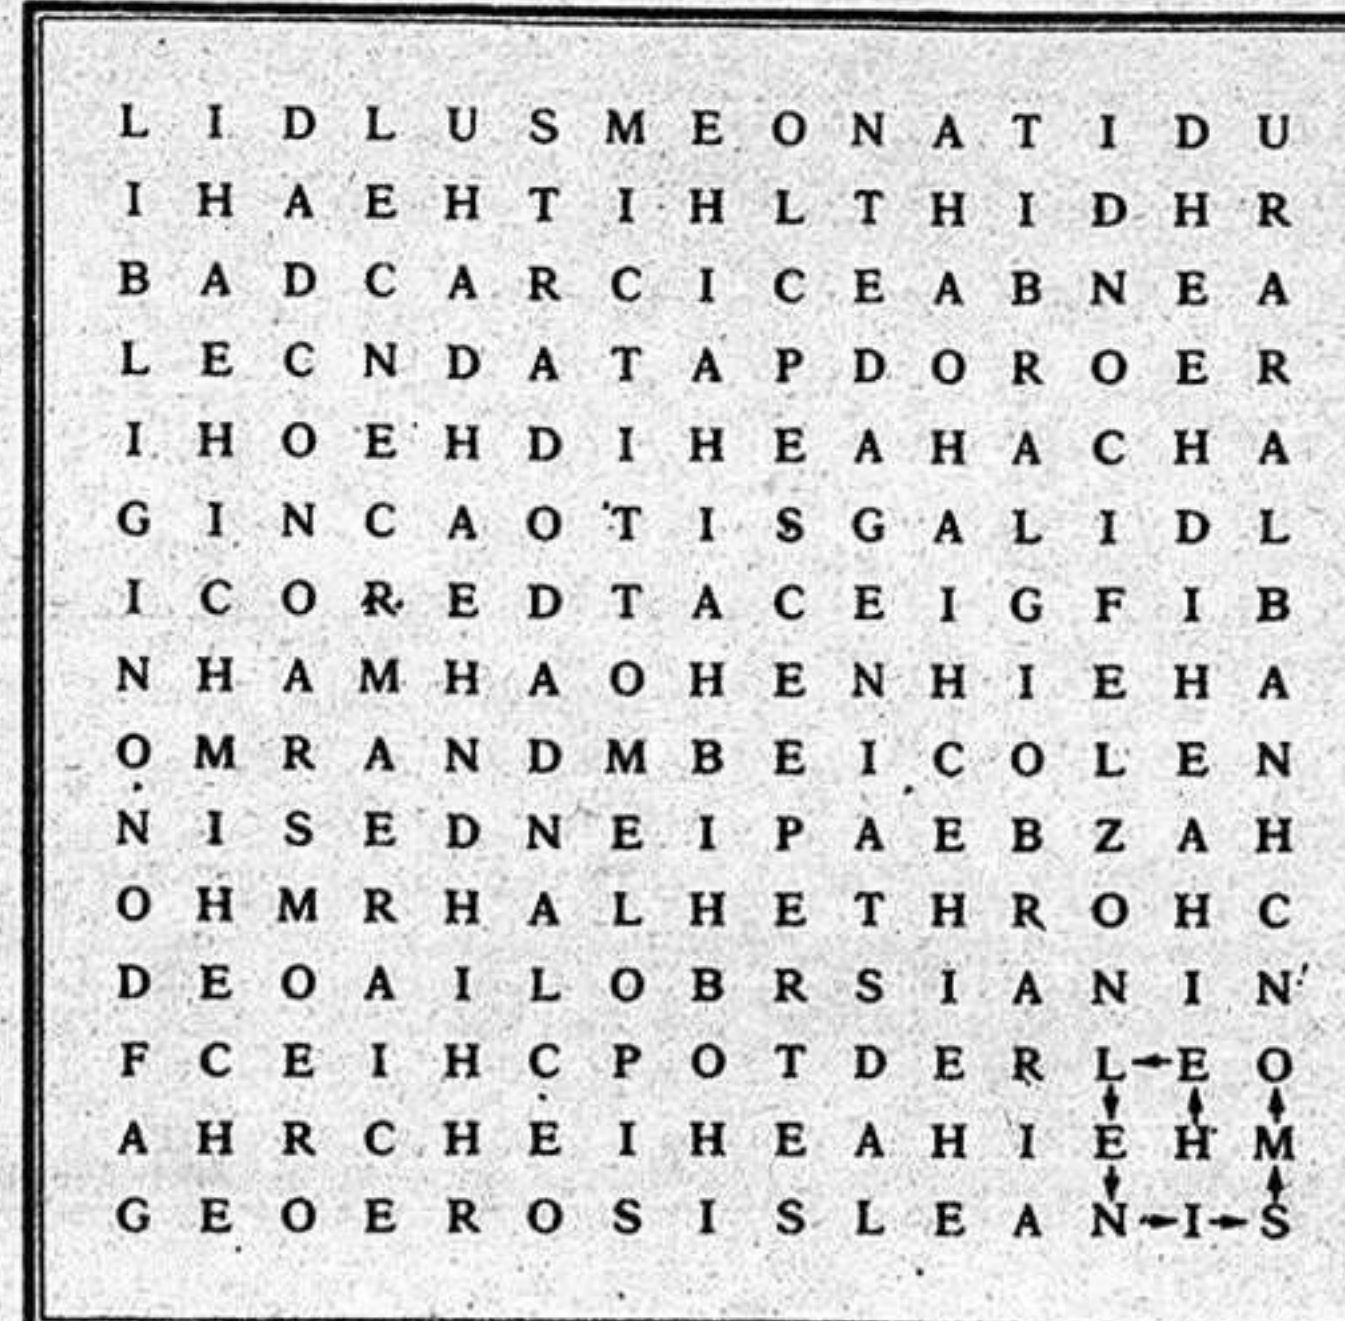 L I D L U S M E O N A T I D U
I H A E H T I H L T H I D H R
B A D C A R C I C E A B N E A
L E C N D A T A P D O R O E R
I H O E H D I H E A H A C H A
G I N C A O T I S G A L I D L
I C O R E D T A C E I G F I B
N H A M H A O H E N H I E H A
O M R A N D M B E I C O L E N
N I S E D N E I P A E B Z A H
O H M R H A L H E T H R O H C
D E O A I L O B R S I A N I N
F C E I H C P O T D E R L E O
A H R C H E I H E A H I E H M
G E O E R O S I S L E A N I S